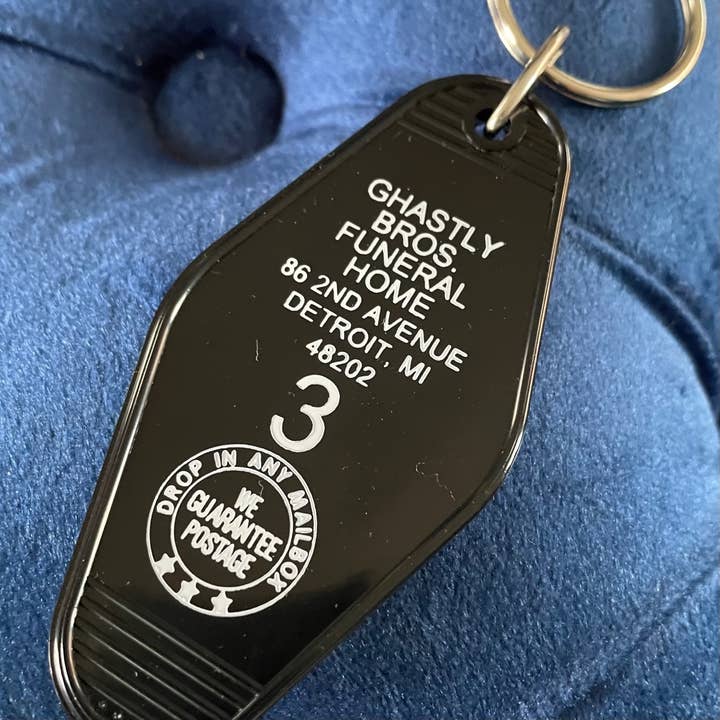 GHASTLY
BROS.
FUNERAL
HOME
86 2ND AVENUE
DETROIT, MI
48202
3
DROP IN ANY MAILBOX
WE
GUARANTEE
POSTAGE